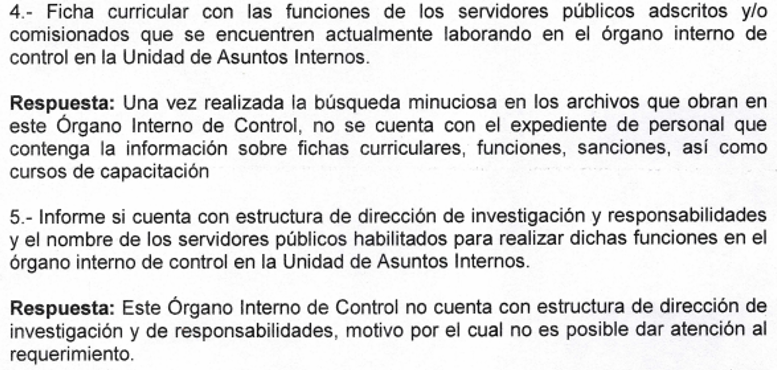 4.- Ficha curricular con las funciones de los servidores públicos adscritos y/o
comisionados que se encuentren actualmente laborando en el órgano interno de
control en la Unidad de Asuntos Internos.
Respuesta: Una vez realizada la búsqueda minuciosa en los archivos que obran en
este Órgano Interno de Control, no se cuenta con el expediente de personal que
contenga la información sobre fichas curriculares, funciones, sanciones, así como
cursos de capacitación
5.- Informe si cuenta con estructura de dirección de investigación y responsabilidades
y el nombre de los servidores públicos habilitados para realizar dichas funciones en el
órgano interno de control en la Unidad de Asuntos Internos.
Respuesta: Este Órgano Interno de Control no cuenta con estructura de dirección de
investigación y de responsabilidades, motivo por el cual no es posible dar atención al
requerimiento.